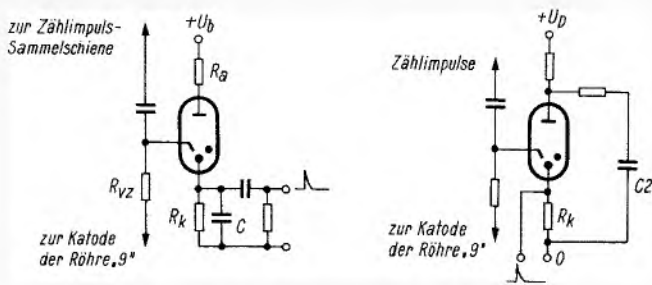 zur Zählimpuls-
Sammelschiene
+Ub
Ra
Rvz
Rk
C
zur Katode
der Röhre „9"
+Up
Zählimpulse
C2
Rk
zur Katode
der Röhre „9"
0